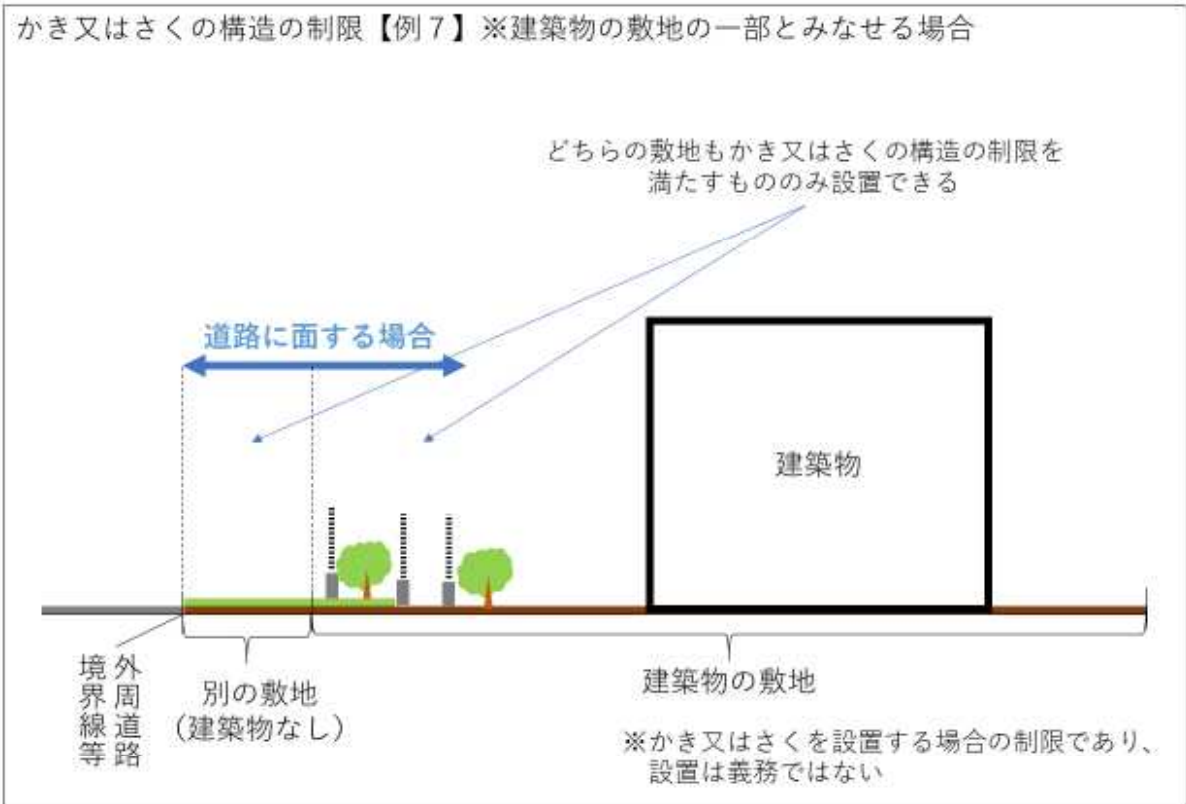 かき又はさくの構造の制限【例７】※建築物の敷地の一部とみなせる場合
どちらの敷地もかき又はさくの構造の制限を
満たすもののみ設置できる
道路に面する場合
建築物
外周道路
境界線等
別の敷地
（建築物なし）
建築物の敷地
※かき又はさくを設置する場合の制限であり、
設置は義務ではない